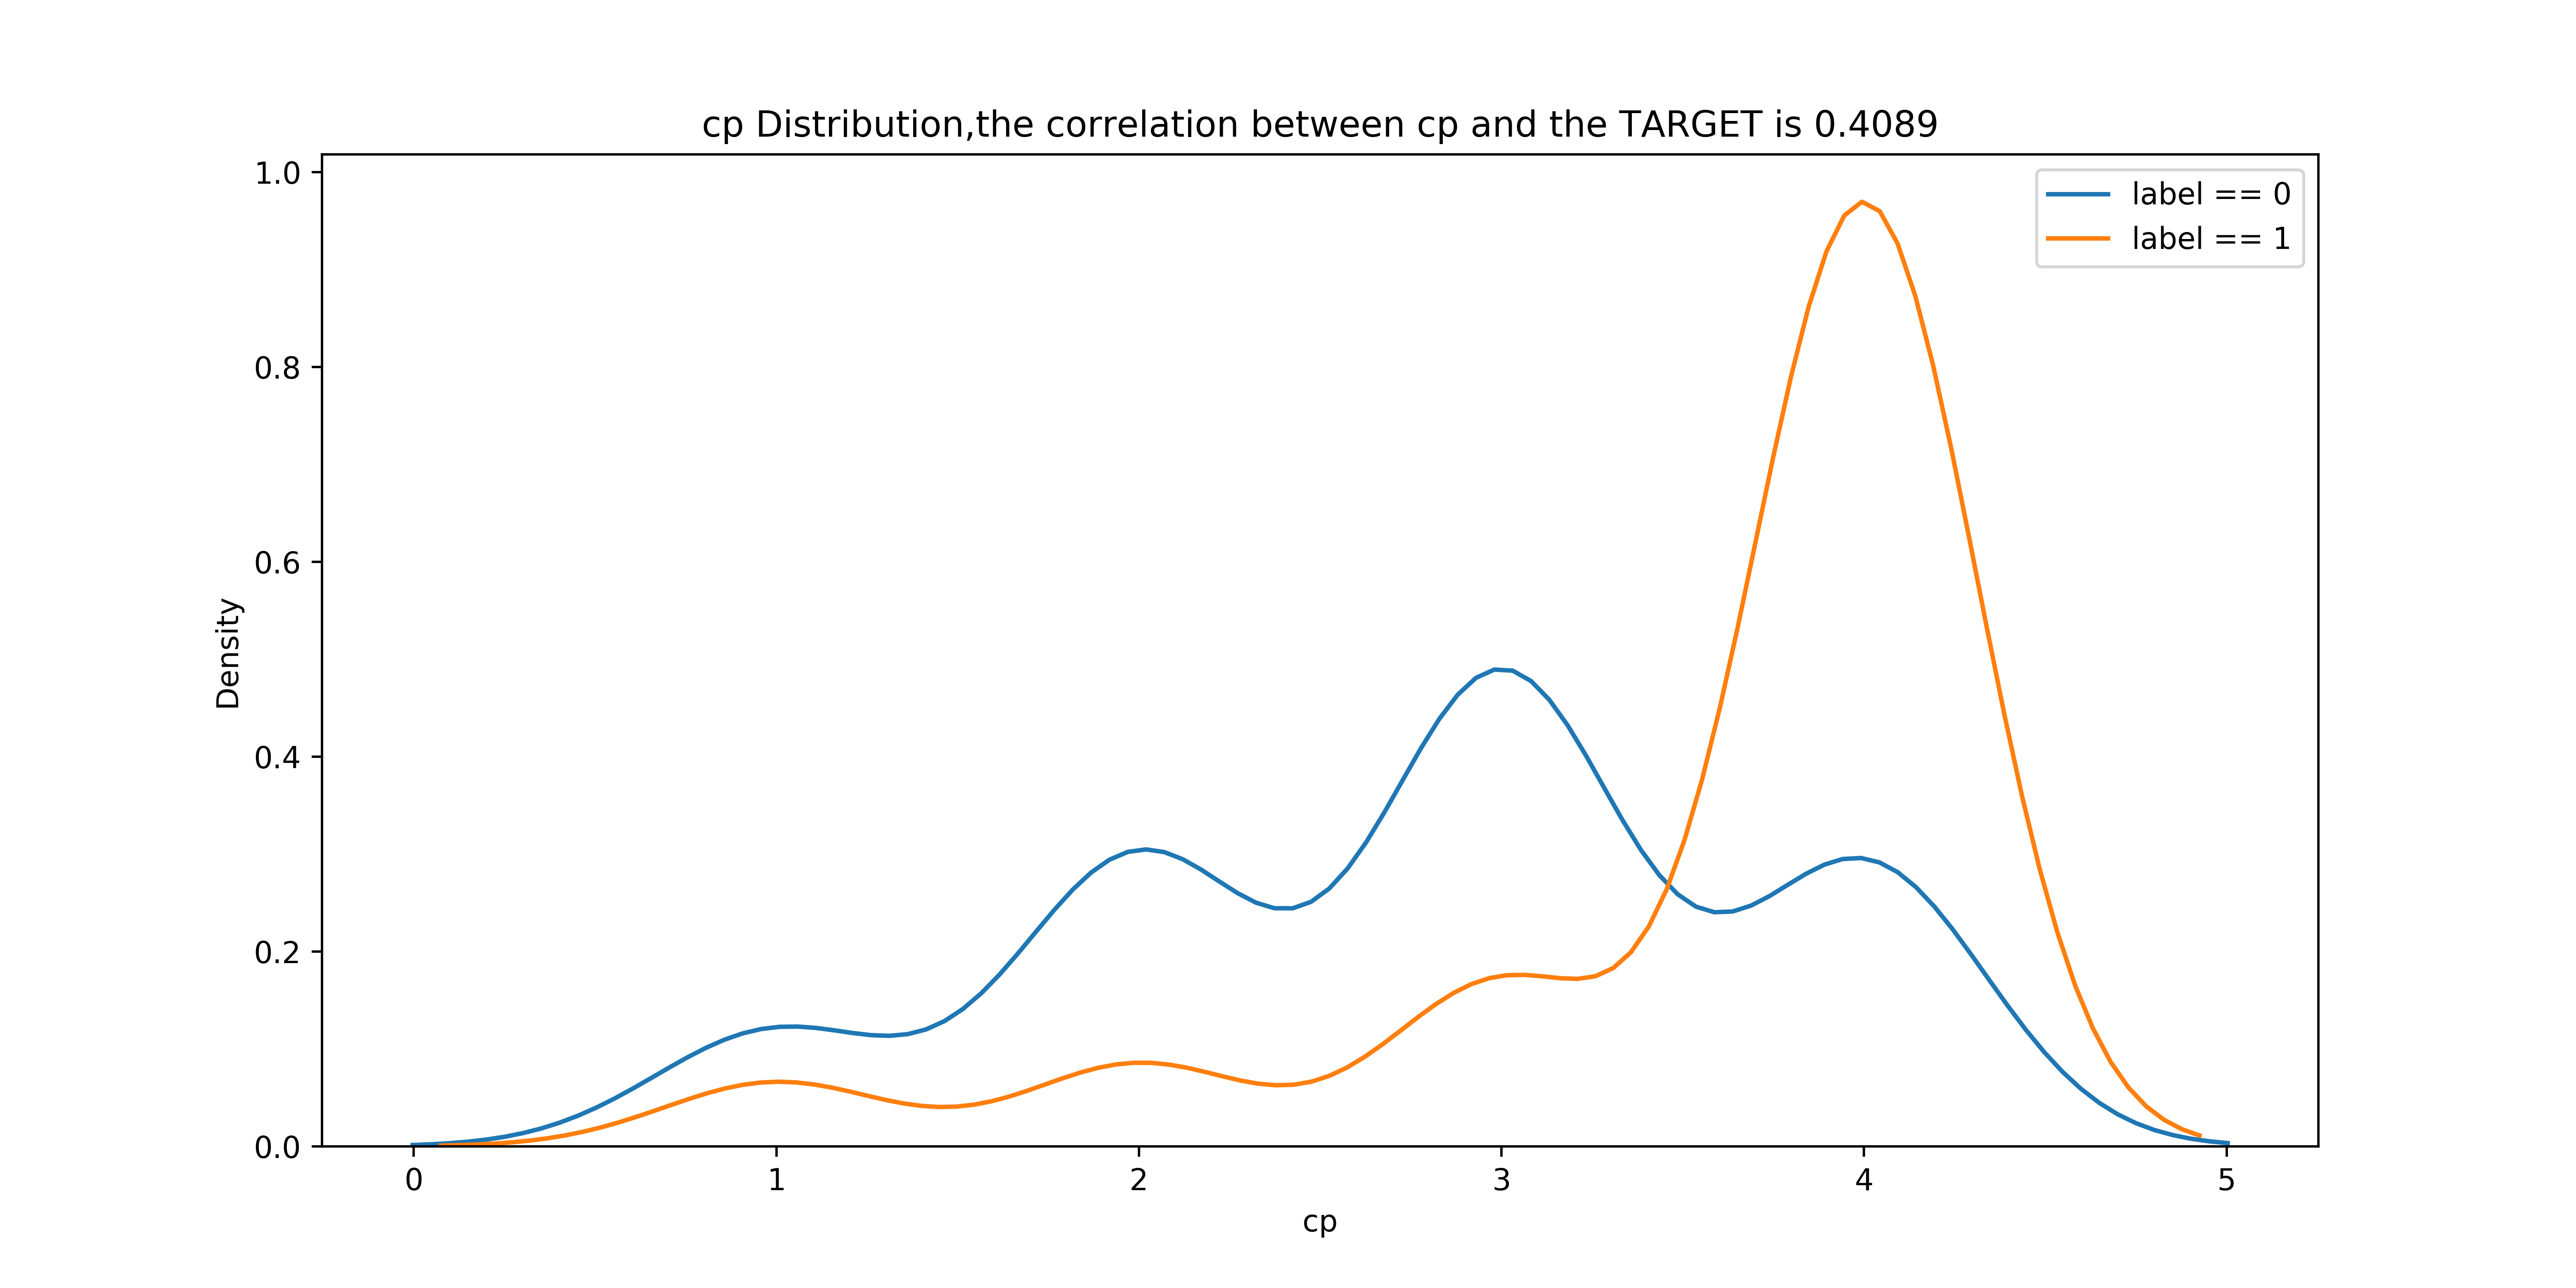 cp Distribution,the correlation between cp and the TARGET is 0.4089
label == 0
label == 1
Density
1.0
0.8
0.6
0.4
0.2
0.0
0 1 2 3 4 5
cp